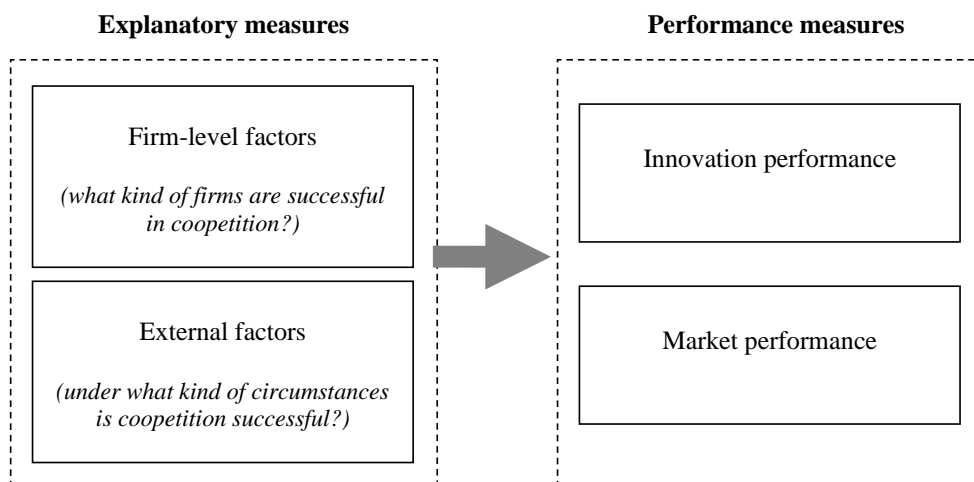 Explanatory measures
Performance measures
Firm-level factors
(what kind of firms are successful
in coopetition?)
External factors
(under what kind of circumstances
is coopetition successful?)
Innovation performance
Market performance